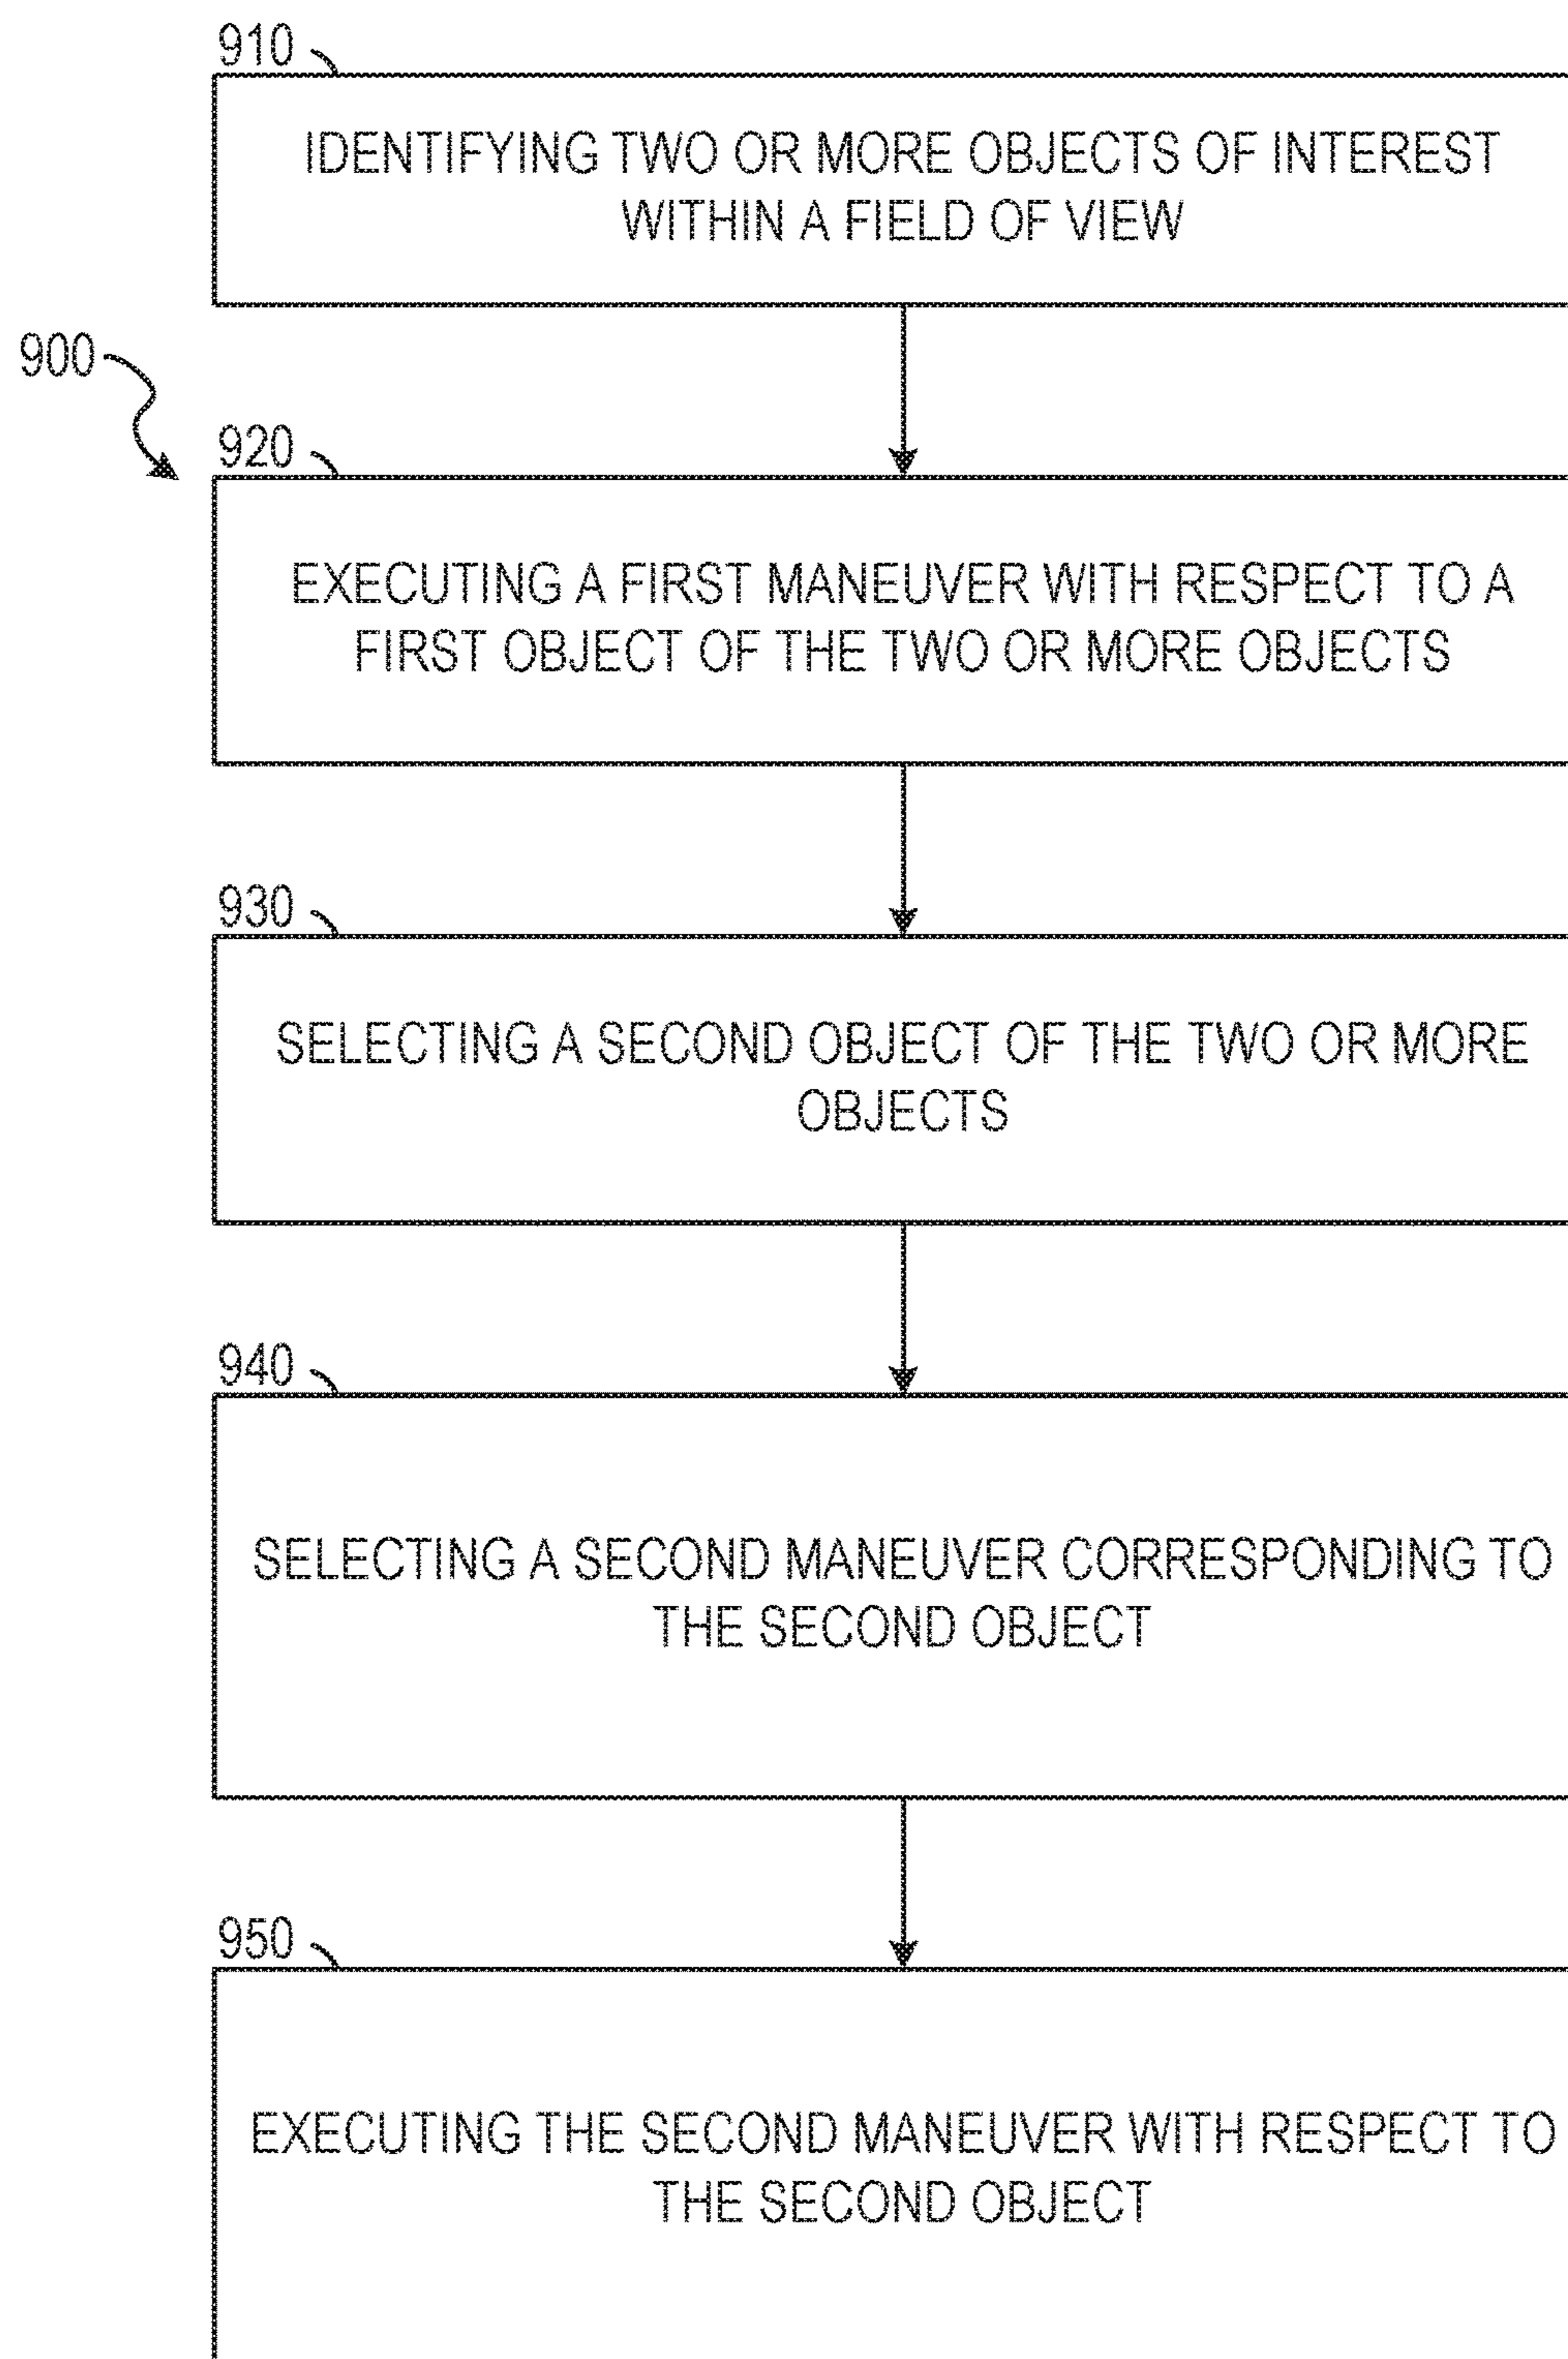 910
IDENTIFYING TWO OR MORE OBJECTS OF INTEREST
WITHIN A FIELD OF VIEW
900
920
EXECUTING A FIRST MANEUVER WITH RESPECT TO A
FIRST OBJECT OF THE TWO OR MORE OBJECTS
930
SELECTING A SECOND OBJECT OF THE TWO OR MORE
OBJECTS
940
SELECTING A SECOND MANEUVER CORRESPONDING TO
THE SECOND OBJECT
950
EXECUTING THE SECOND MANEUVER WITH RESPECT TO
THE SECOND OBJECT